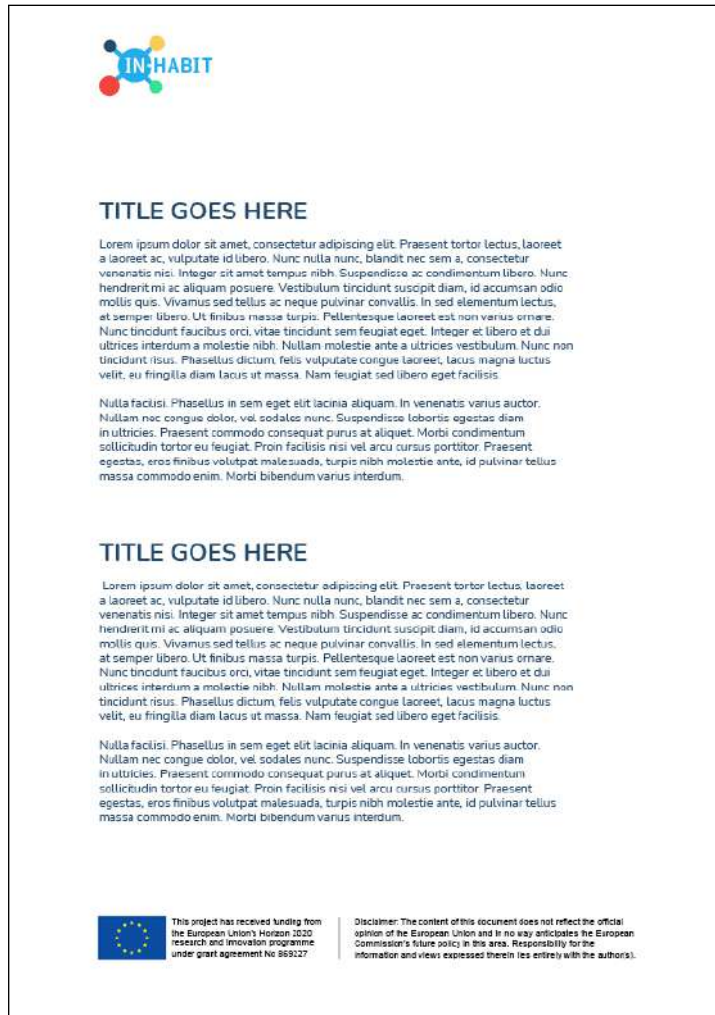 IN:HABIT
TITLE GOES HERE
Lorem ipsum dolor sit amet, consectetur adipiscing elit. Praesent tortor lectus, laoreet
a laoreet ac, vulputate id libero. Nunc nulla nunc, blandit nec sem a, consectetur
venenatis nisi. Integer sit amet tempus nibh. Suspendisse ac condimentum libero. Nunc
hendrerit mi ac aliquam posuere. Vestibulum tincidunt suscipit diam, id accumsan odio
mollis quis. Vivamus sed tellus ac neque pulvinar convallis. In sed elementum lectus,
at semper libero. Ut finibus massa turpis. Pellentesque laoreet est non varius ornare.
Nunc tincidunt faucibus orci, vitae tincidunt sem feugiat eget. Integer et libero et dui
ultrices interdum a molestie nibh. Nullam molestie ante a ultricies vestibulum. Nunc non
tincidunt risus. Phasellus dictum, felis vulputate congue laoreet, lacus magna luctus
velit, eu fringilla diam lacus ut massa. Nam feugiat sed libero eget facilisis.
Nulla facilisi. Phasellus in sem eget elit lacinia aliquam. In venenatis varius auctor.
Nullam nec congue dolor, vel sodales nunc. Suspendisse lobortis egestas diam
in ultricies. Praesent commodo consequat purus at aliquet. Morbi condimentum
sollicitudin tortor eu feugiat. Proin facilisis nisi vel arcu cursus porttitor. Praesent
egestas, eros finibus volutpat malesuada, turpis nibh molestie ante, id pulvinar tellus
massa commodo enim. Morbi bibendum varius interdum.
TITLE GOES HERE
Lorem ipsum dolor sit amet, consectetur adipiscing elit. Praesent tortor lectus, laoreet
a laoreet ac, vulputate id libero. Nunc nulla nunc, blandit nec sem a, consectetur
venenatis nisi. Integer sit amet tempus nibh. Suspendisse ac condimentum libero. Nunc
hendrerit mi ac aliquam posuere. Vestibulum tincidunt suscipit diam, id accumsan odio
mollis quis. Vivamus sed tellus ac neque pulvinar convallis. In sed elementum lectus,
at semper libero. Ut finibus massa turpis. Pellentesque laoreet est non varius ornare.
Nunc tincidunt faucibus orci, vitae tincidunt sem feugiat eget. Integer et libero et dui
ultrices interdum a molestie nibh. Nullam molestie ante a ultricies vestibulum. Nunc non
tincidunt risus. Phasellus dictum, felis vulputate congue laoreet, lacus magna luctus
velit, eu fringilla diam lacus ut massa. Nam feugiat sed libero eget facilisis.
Nulla facilisi. Phasellus in sem eget elit lacinia aliquam. In venenatis varius auctor.
Nullam nec congue dolor, vel sodales nunc. Suspendisse lobortis egestas diam
in ultricies. Praesent commodo consequat purus at aliquet. Morbi condimentum
sollicitudin tortor eu feugiat. Proin facilisis nisi vel arcu cursus porttitor. Praesent
egestas, eros finibus volutpat malesuada, turpis nibh molestie ante, id pulvinar tellus
massa commodo enim. Morbi bibendum varius interdum.
This project has received funding from
the European Union's Horizon 2020
research and innovation programme
under grant agreement No 869227
Disclaimer: The content of this document does not reflect the official
opinion of the European Union and in no way anticipates the European
Commission's future policy in this area. Responsibility for the
information and views expressed therein lies entirely with the author(s).